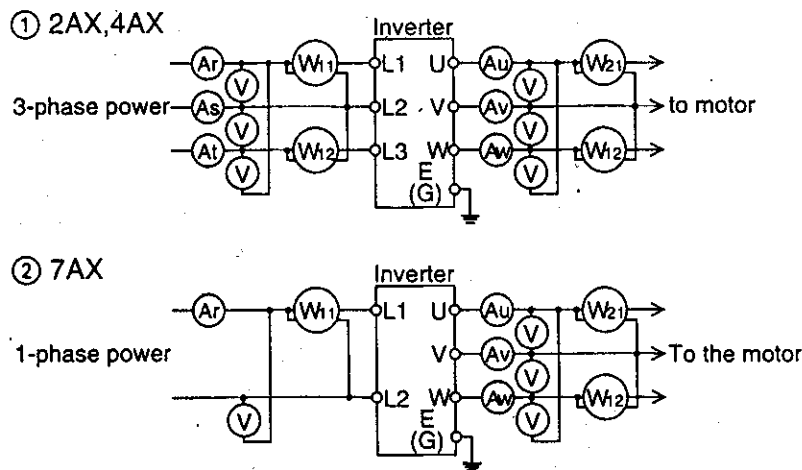 ① 2AX,4AX
Inverter
Ar W11 L1 U Au W21
V V
3-phase power As L2 V Av to motor
V V
At W12 L3 W Aw W12
V E V
(G)
② 7AX
Inverter
Ar W11 L1 U Au W21
V
1-phase power V Av To the motor
V
L2 W Aw W12
V E V
(G)